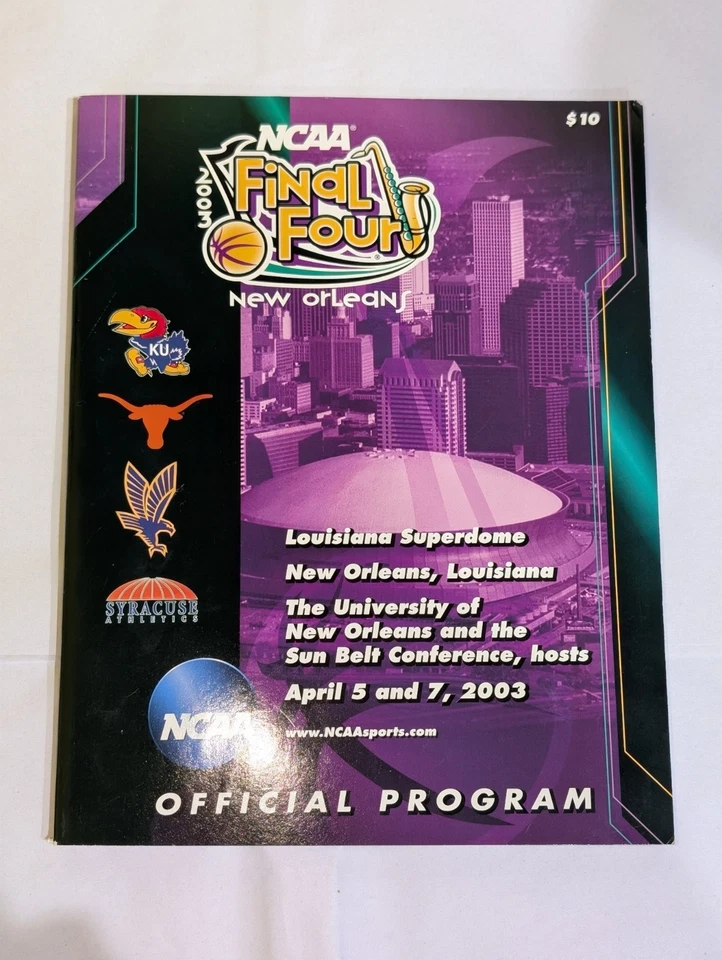 $10
NCAA
2003
Final
Four
New Orleans
KU
SYRACUSE
ATHLETICS
Louisiana Superdome
New Orleans, Louisiana
The University of
New Orleans and the
Sun Belt Conference, hosts
April 5 and 7, 2003
NCAA
www.NCAAsports.com
OFFICIAL PROGRAM